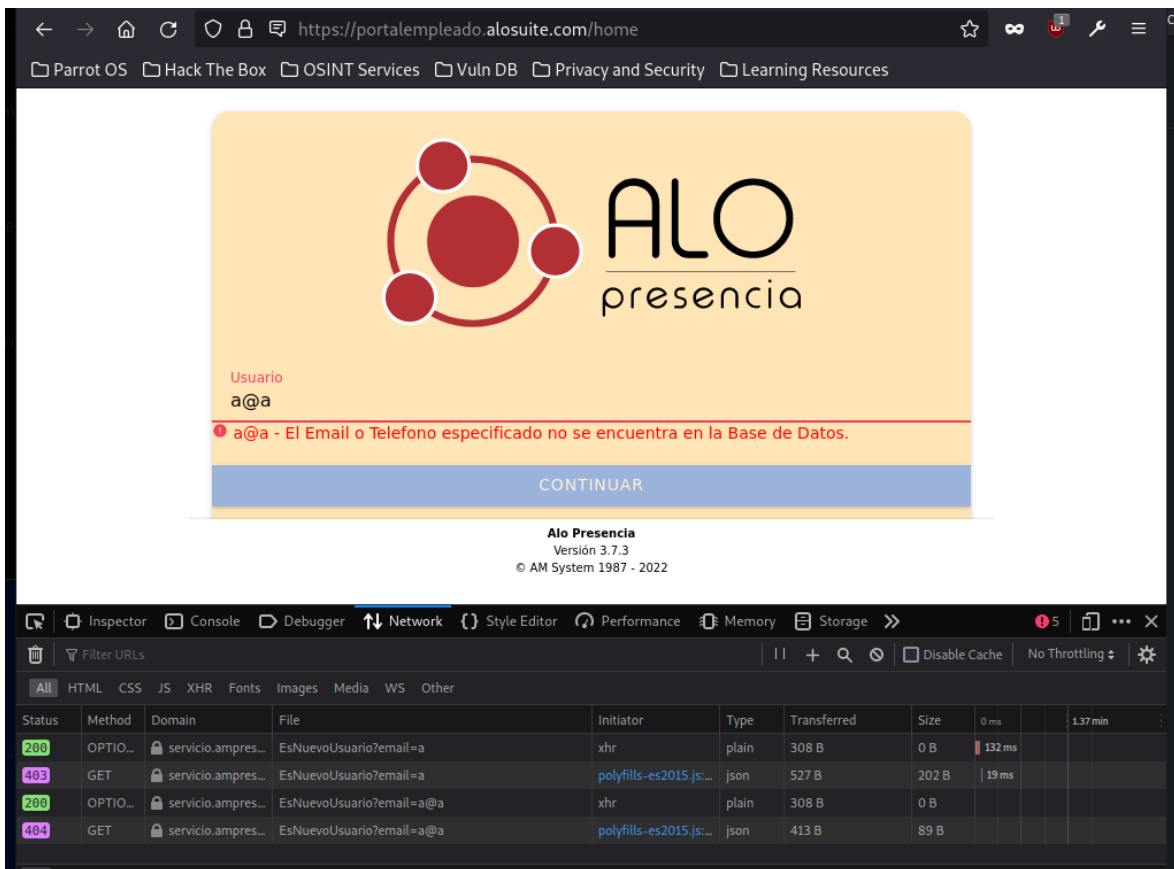 https://portalempleado.alosuite.com/home
1
Parrot OS Hack The Box OSINT Services Vuln DB Privacy and Security Learning Resources
ALO
presencia
Usuario
a@a
a@a - El Email o Telefono especificado no se encuentra en la Base de Datos.
CONTINUAR
Alo Presencia
Versión 3.7.3
© AM System 1987 - 2022
Inspector Console Debugger Network {} Style Editor Performance Memory Storage 5
Filter URLs Disable Cache No Throttling
All HTML CSS JS XHR Fonts Images Media WS Other
Status Method Domain File Initiator Type Transferred Size 0 ms 1.37 min
200 OPTIO... servicio.ampres... EsNuevoUsuario?email=a xhr plain 308 B 0 B 132 ms
403 GET servicio.ampres... EsNuevoUsuario?email=a polyfills-es2015.js:... json 527 B 202 B 19 ms
200 OPTIO... servicio.ampres... EsNuevoUsuario?email=a@a xhr plain 308 B 0 B
404 GET servicio.ampres... EsNuevoUsuario?email=a@a polyfills-es2015.js:... json 413 B 89 B